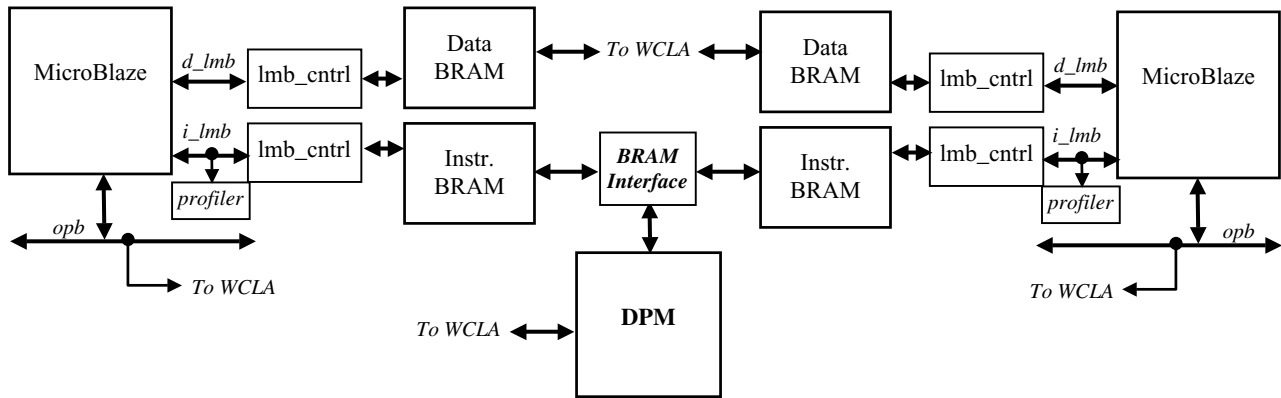 MicroBlaze
d_lmb
lmb_cntrl
Data
BRAM
To WCLA
Data
BRAM
lmb_cntrl
d_lmb
MicroBlaze
i_lmb
lmb_cntrl
Instr.
BRAM
BRAM
Interface
Instr.
BRAM
lmb_cntrl
i_lmb
profiler
profiler
opb
opb
To WCLA
To WCLA
To WCLA
DPM